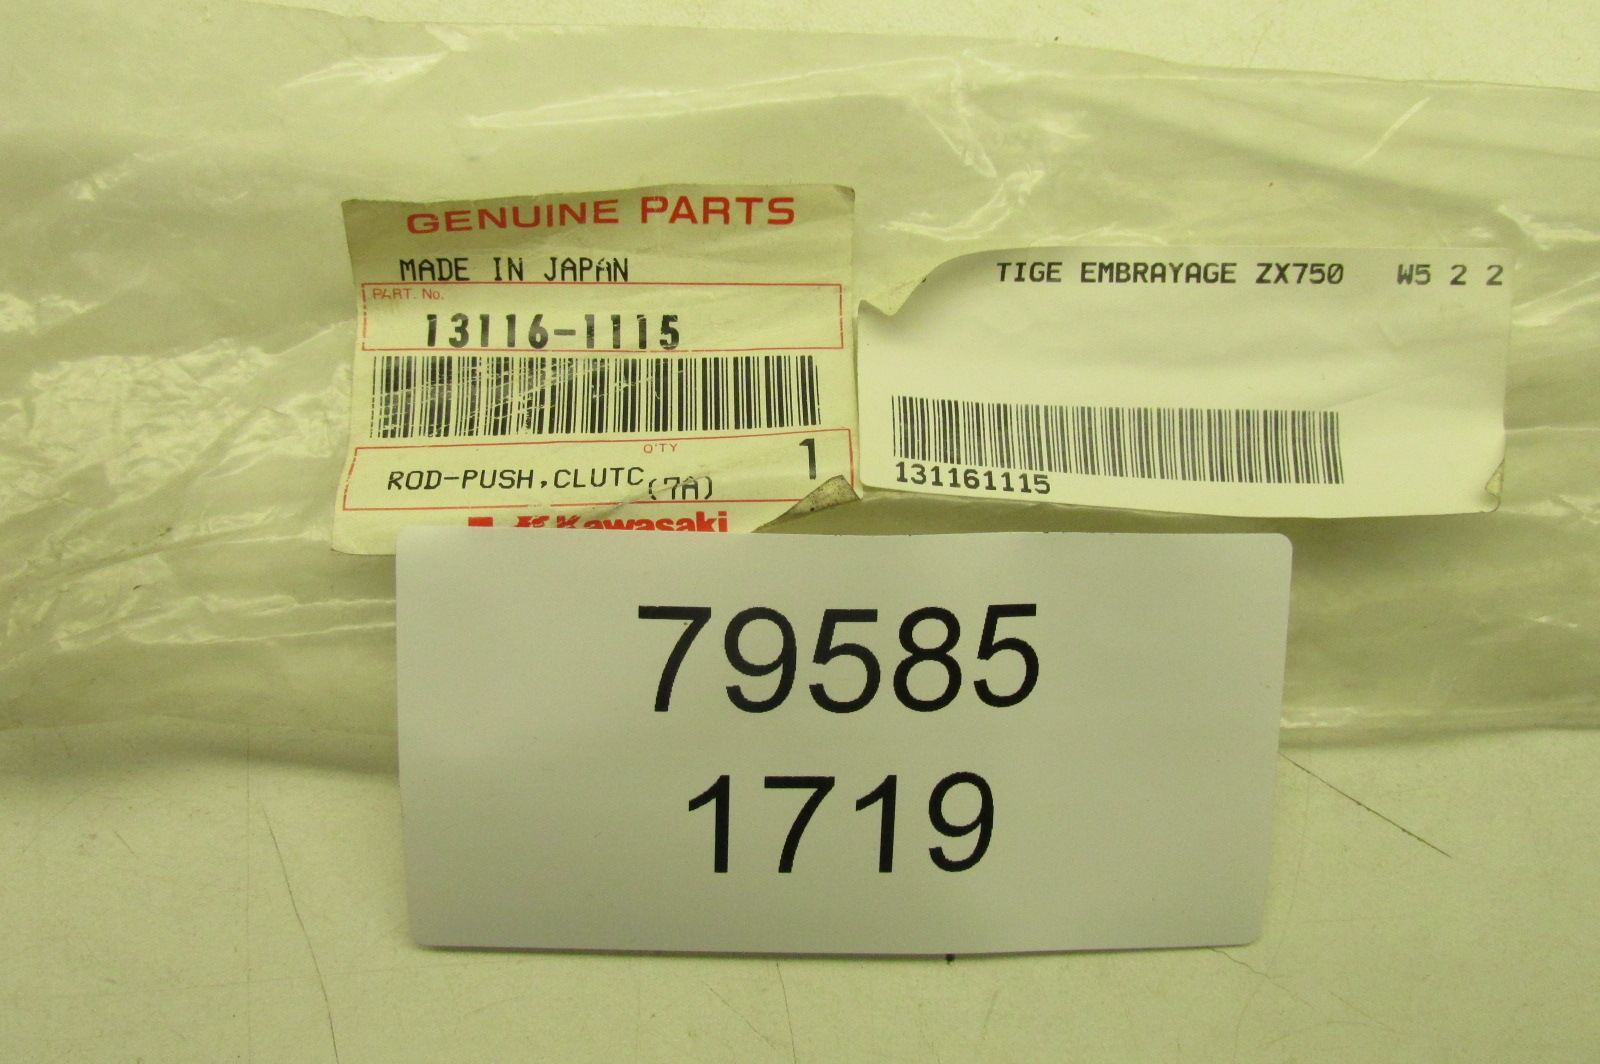 GENUINE PARTS
MADE IN JAPAN
PART. No.
13116-1115
Q'TY
1
ROD-PUSH,CLUTC(7A)
Kawasaki
TIGE EMBRAYAGE ZX750 W5 2 2
131161115
79585
1719